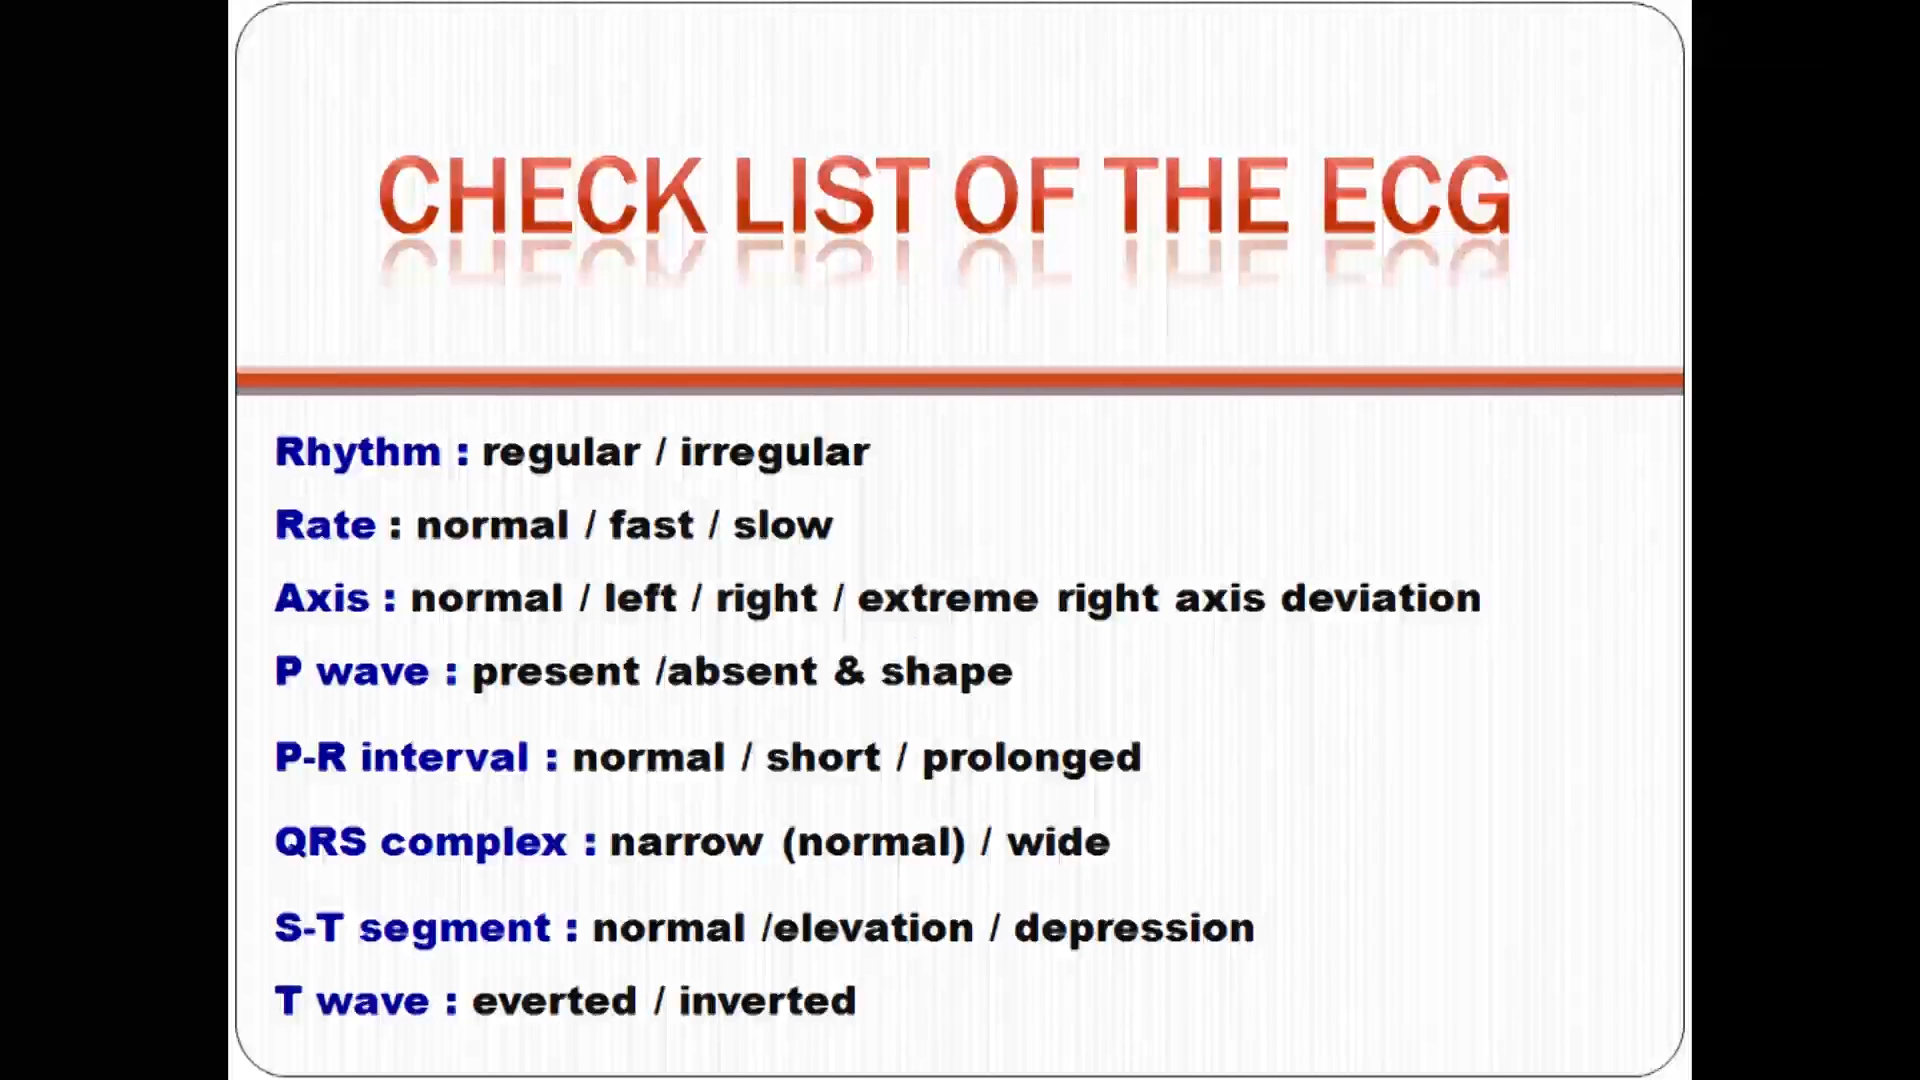 CHECK LIST OF THE ECG
Rhythm : regular / irregular
Rate : normal / fast / slow
Axis : normal / left / right / extreme right axis deviation
P wave : present /absent & shape
P-R interval : normal / short / prolonged
QRS complex : narrow (normal) / wide
S-T segment : normal /elevation / depression
T wave : everted / inverted